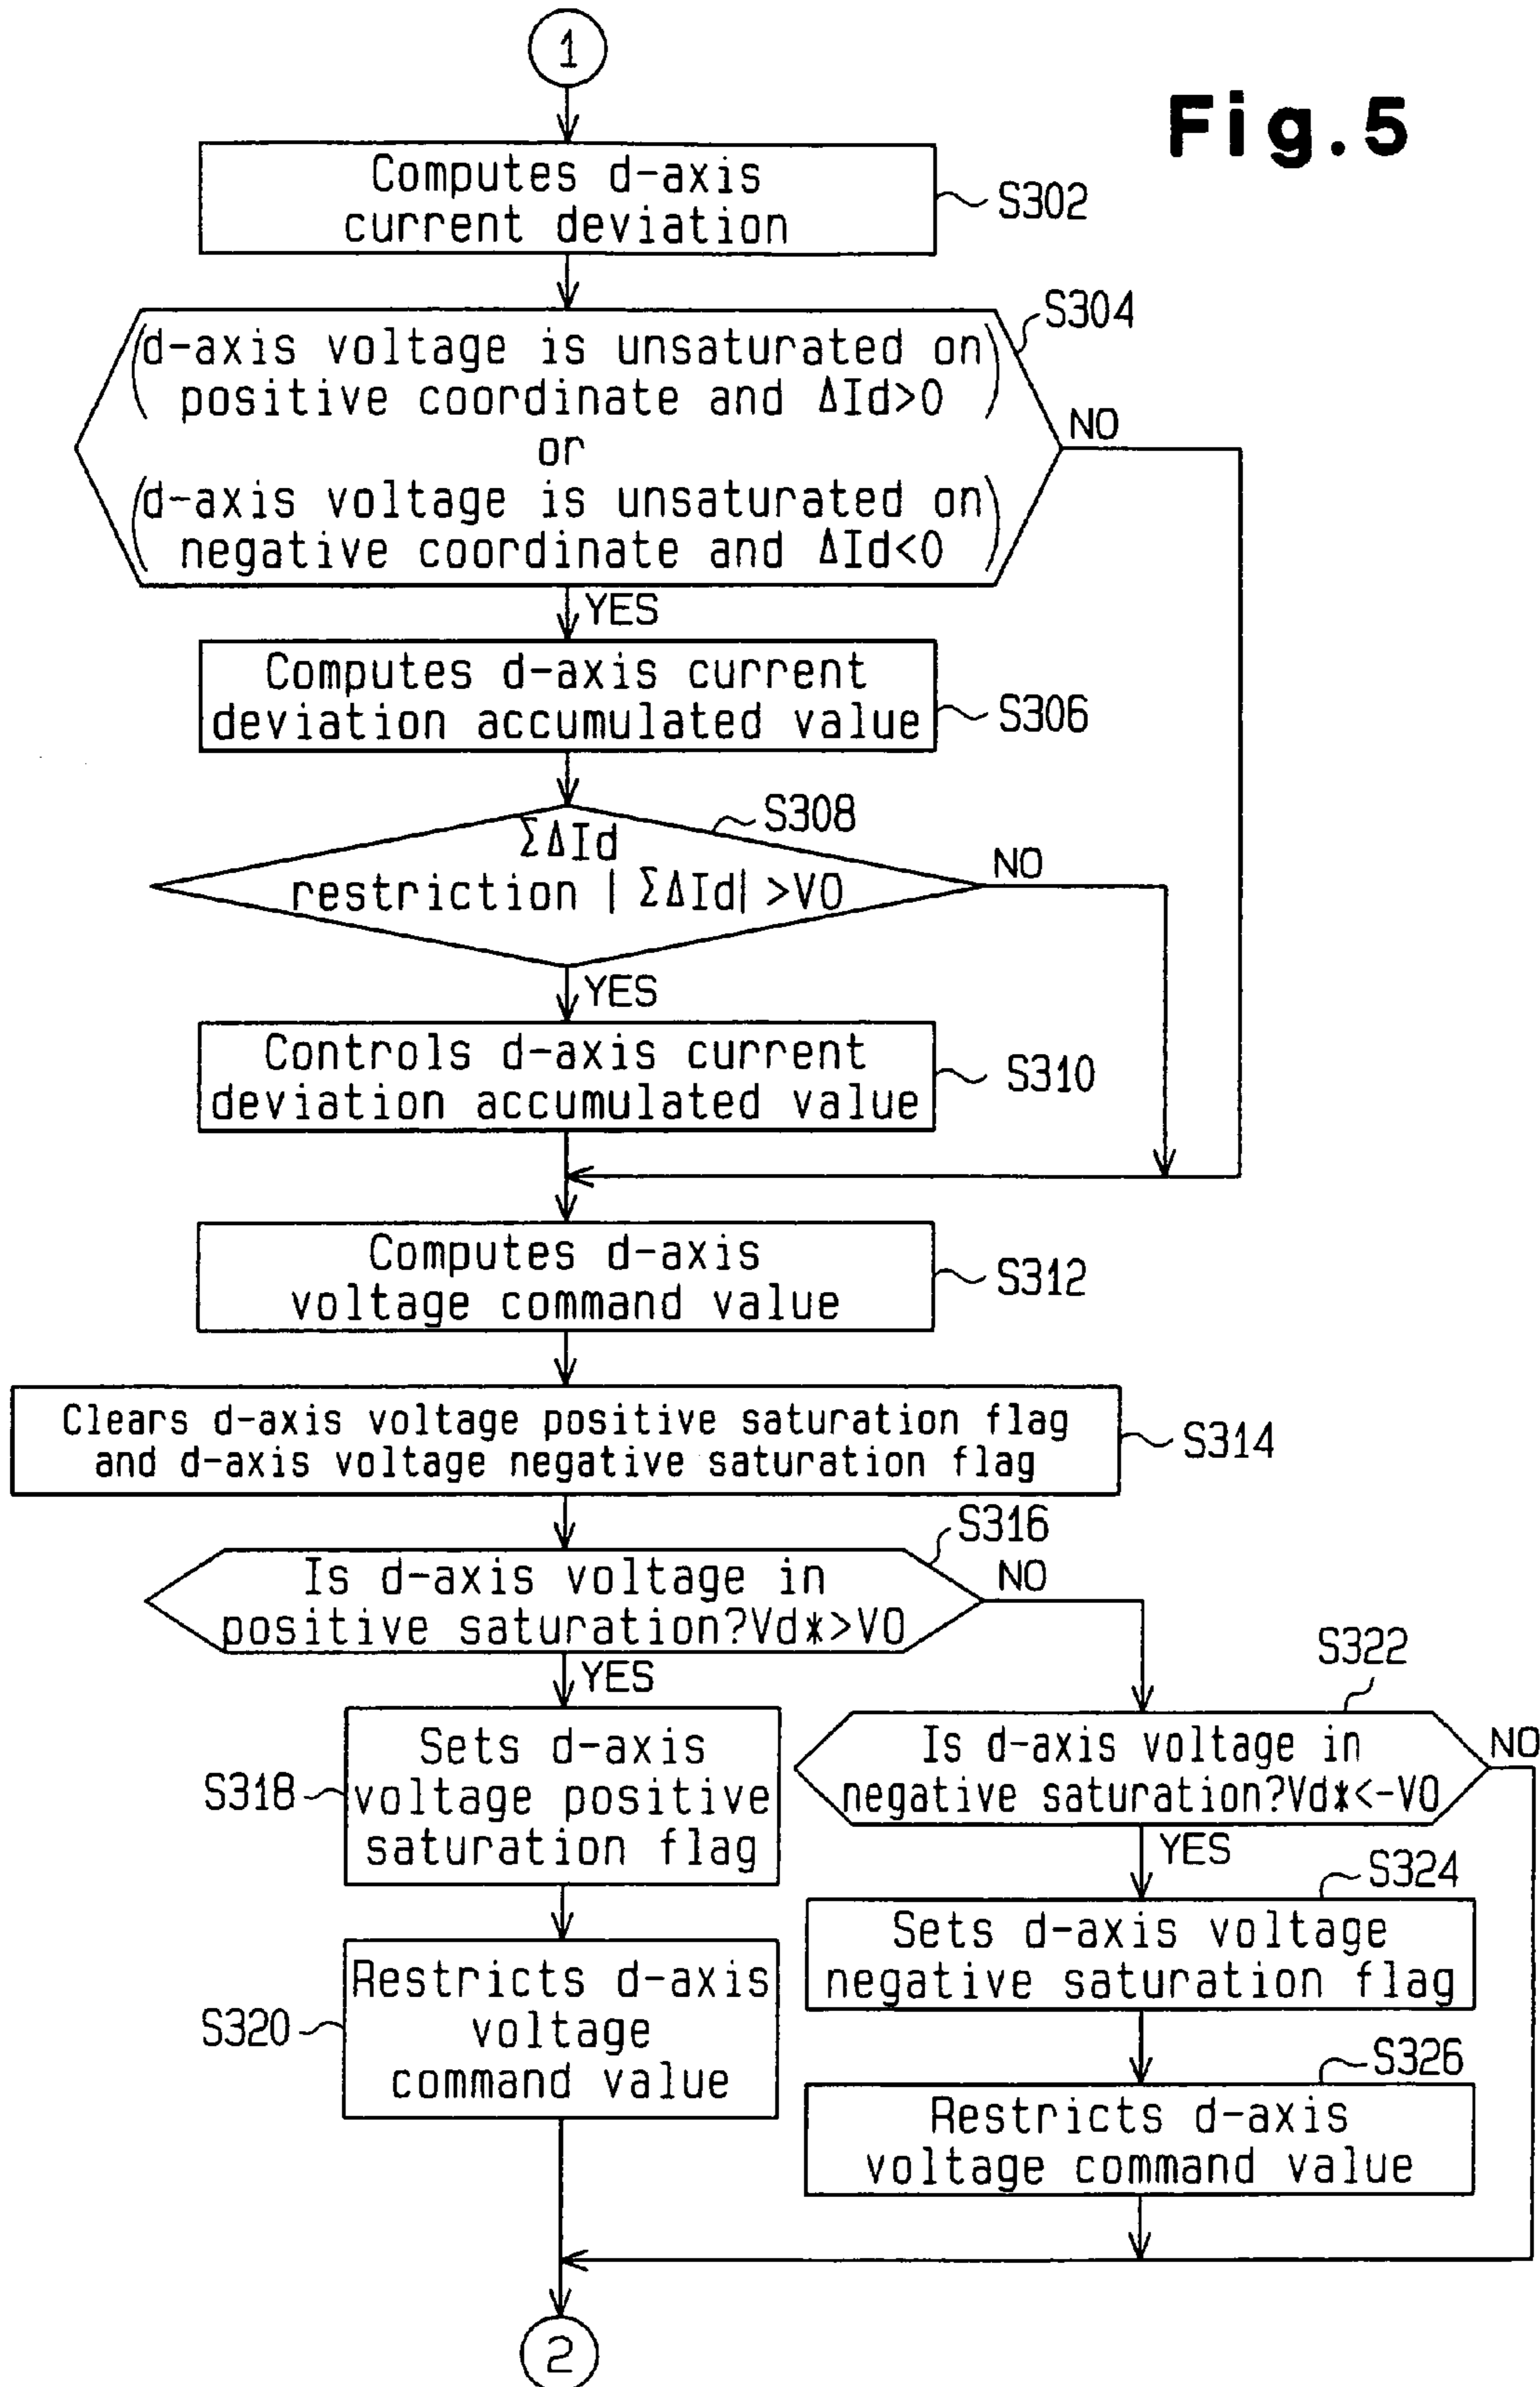 1
Fig.5
Computes d-axis
current deviation
S302
S304
(d-axis voltage is unsaturated on
positive coordinate and ΔId>0)
or
(d-axis voltage is unsaturated on
negative coordinate and ΔId<0)
NO
YES
Computes d-axis current
deviation accumulated value
S306
S308
ΣΔId
restriction |ΣΔId|>V0
NO
YES
Controls d-axis current
deviation accumulated value
S310
Computes d-axis
voltage command value
S312
Clears d-axis voltage positive saturation flag
and d-axis voltage negative saturation flag
S314
S316
Is d-axis voltage in
positive saturation?Vd*>V0
NO
YES
S318
Sets d-axis
voltage positive
saturation flag
S320
Restricts d-axis
voltage
command value
S322
Is d-axis voltage in
negative saturation?Vd*<-V0
NO
YES
S324
Sets d-axis voltage
negative saturation flag
S326
Restricts d-axis
voltage command value
2